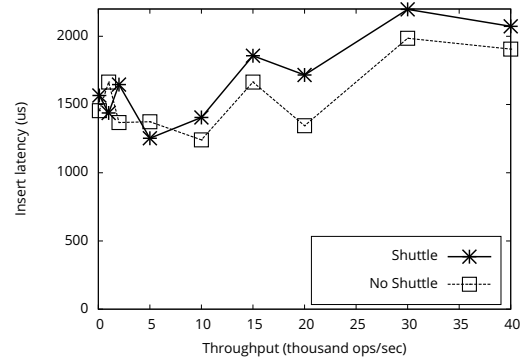 2000
1500
1000
500
0
Insert latency (us)
Shuttle
No Shuttle
0 5 10 15 20 25 30 35 40
Throughput (thousand ops/sec)